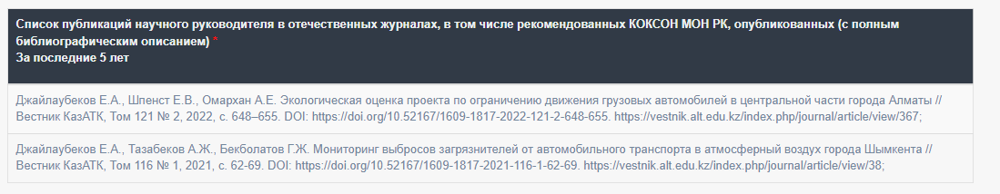 Список публикаций научного руководителя в отечественных журналах, в том числе рекомендованных КОКСОН МОН РК, опубликованных (с полным
библиографическим описанием) *
За последние 5 лет
Джайлаубеков Е.А., Шпенст Е.В., Омархан А.Е. Экологическая оценка проекта по ограничению движения грузовых автомобилей в центральной части города Алматы //
Вестник КазАТК, Том 121 № 2, 2022, с. 648–655. DOI: https://doi.org/10.52167/1609-1817-2022-121-2-648-655. https://vestnik.alt.edu.kz/index.php/journal/article/view/367;
Джайлаубеков Е.А., Тазабеков А.Ж., Бекболатов Г.Ж. Мониторинг выбросов загрязнителей от автомобильного транспорта в атмосферный воздух города Шымкента //
Вестник КазАТК, Том 116 № 1, 2021, с. 62-69. DOI: https://doi.org/10.52167/1609-1817-2021-116-1-62-69. https://vestnik.alt.edu.kz/index.php/journal/article/view/38;